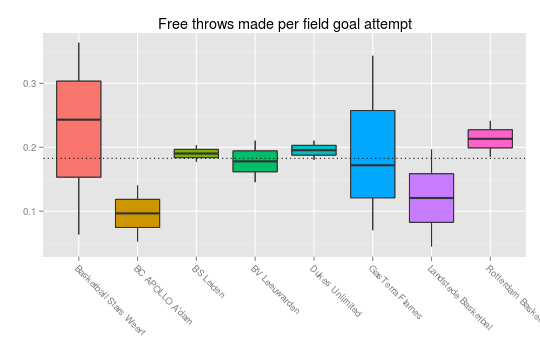 Free throws made per field goal attempt
0.3
0.2
0.1
Basketball Stars Weert
BC APOLLO A'dam
BS Leiden
BV Leeuwarden
Dukes Unlimited
GasTerra Flames
Landstede Basketbal
Rotterdam